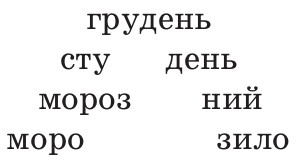 грудень
сту день
мороз ний
моро зило